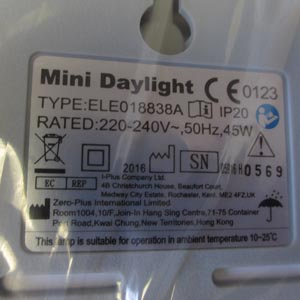 Mini Daylight CE 0123
TYPE:ELE018838A IP20
RATED:220-240V~,50Hz,45W
2016 SN 0569
EC REP i-Plus Company Ltd.
4B Christchurch House, Beaufort Court,
Medway City Estate, Rochester, Kent, ME2 4FZ,UK
Zero-Plus International Limited
Room1004,10/F,Join-In Hang Sing Centre,71-75 Container
Port Road,Kwai Chung,New Territories,Hong Kong
This lamp is suitable for operation in ambient temperature 10~25°C